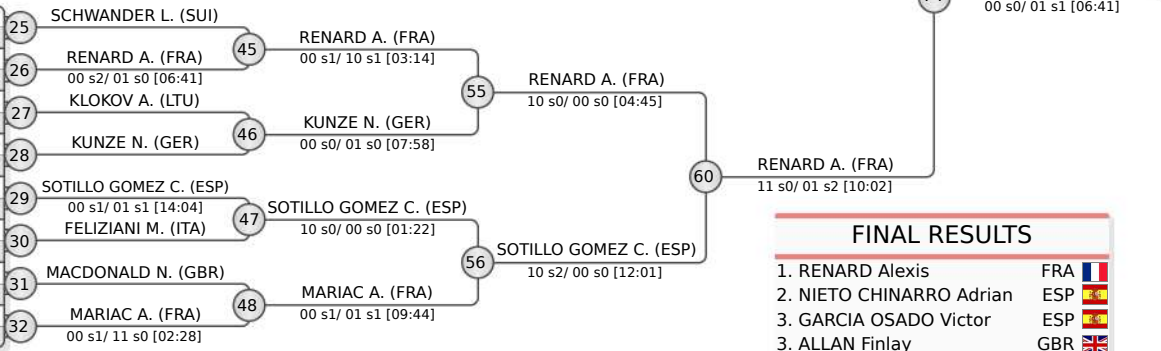 00 s0/ 01 s1 [06:41]
25
SCHWANDER L. (SUI)
45
RENARD A. (FRA)
00 s1/ 10 s1 [03:14]
26
RENARD A. (FRA)
00 s2/ 01 s0 [06:41]
55
RENARD A. (FRA)
10 s0/ 00 s0 [04:45]
27
KLOKOV A. (LTU)
46
KUNZE N. (GER)
00 s0/ 01 s0 [07:58]
28
KUNZE N. (GER)
60
RENARD A. (FRA)
11 s0/ 01 s2 [10:02]
29
SOTILLO GOMEZ C. (ESP)
00 s1/ 01 s1 [14:04]
47
SOTILLO GOMEZ C. (ESP)
10 s0/ 00 s0 [01:22]
30
FELIZIANI M. (ITA)
56
SOTILLO GOMEZ C. (ESP)
10 s2/ 00 s0 [12:01]
31
MACDONALD N. (GBR)
48
MARIAC A. (FRA)
00 s1/ 01 s1 [09:44]
32
MARIAC A. (FRA)
00 s1/ 11 s0 [02:28]
FINAL RESULTS
1. RENARD Alexis FRA
2. NIETO CHINARRO Adrian ESP
3. GARCIA OSADO Victor ESP
3. ALLAN Finlay GBR